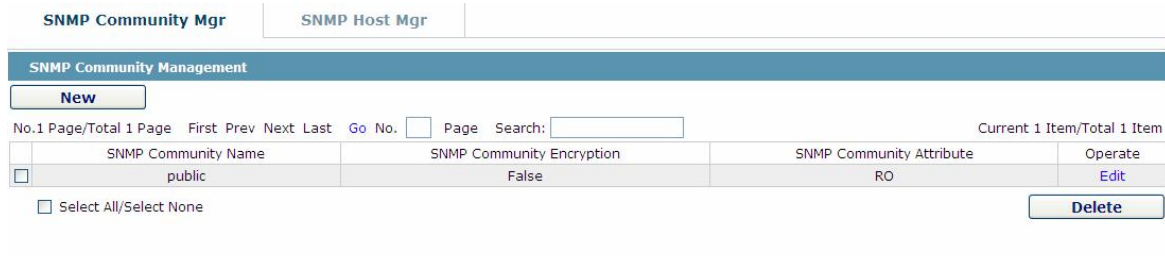 SNMP Community Mgr SNMP Host Mgr
SNMP Community Management
New
No.1 Page/Total 1 Page First Prev Next Last Go No. Page Search: Current 1 Item/Total 1 Item
SNMP Community Name SNMP Community Encryption SNMP Community Attribute Operate
public False RO Edit
Select All/Select None Delete